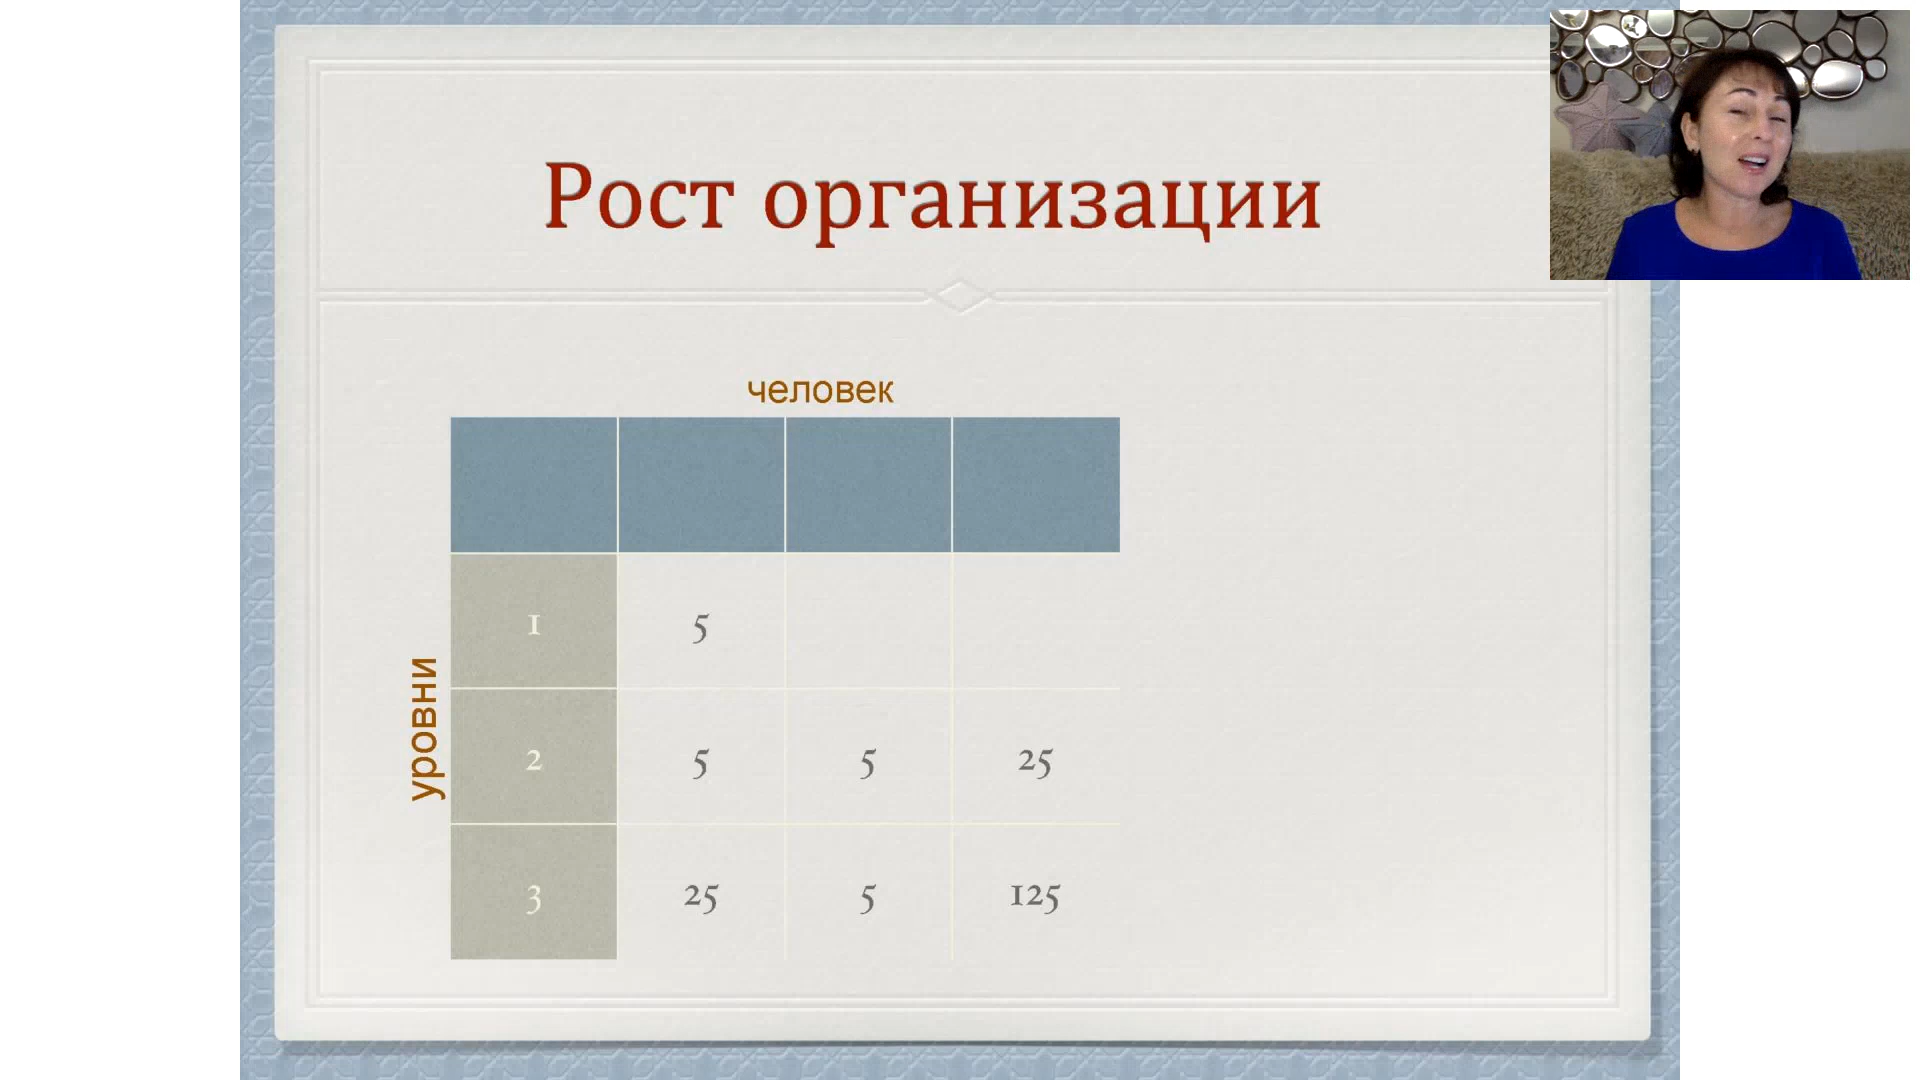 Рост организации
человек
уровни
1 5
2 5 5 25
3 25 5 125